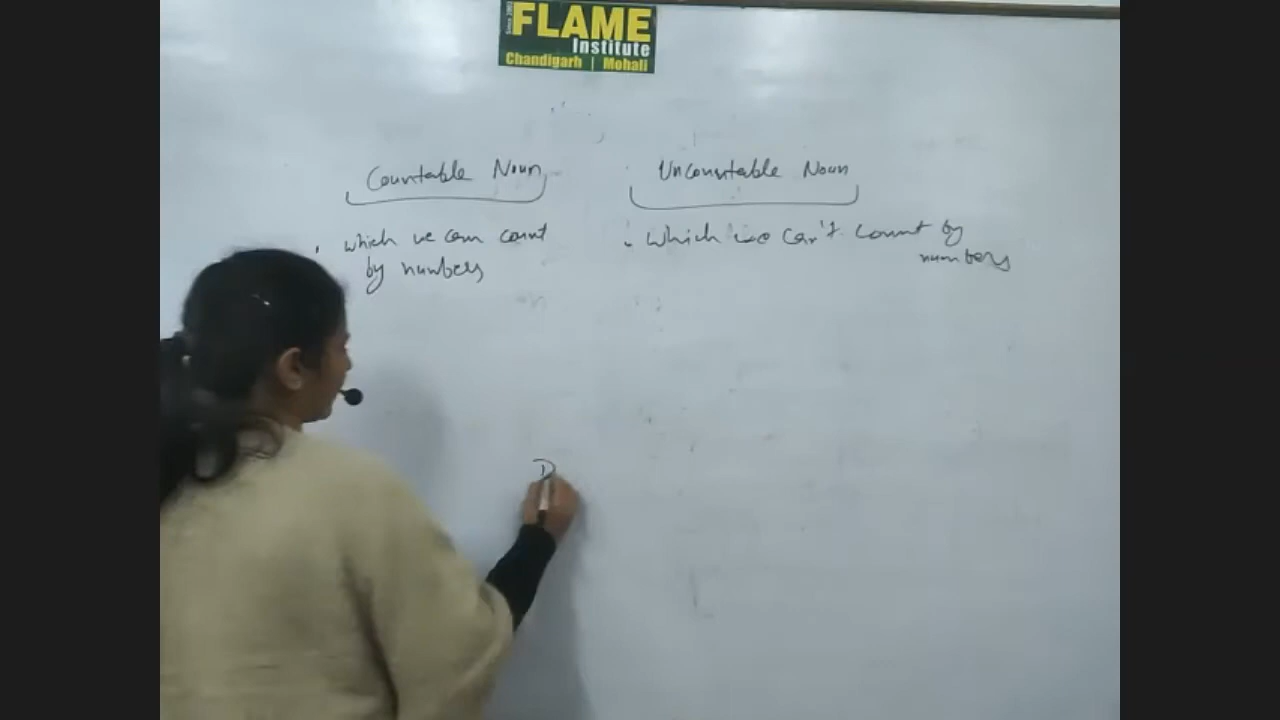 Since 2003
FLAME
Institute
Chandigarh | Mohali
Countable Noun
Uncountable Noun
which we can count
by numbers
which we can't count by
numbers
D